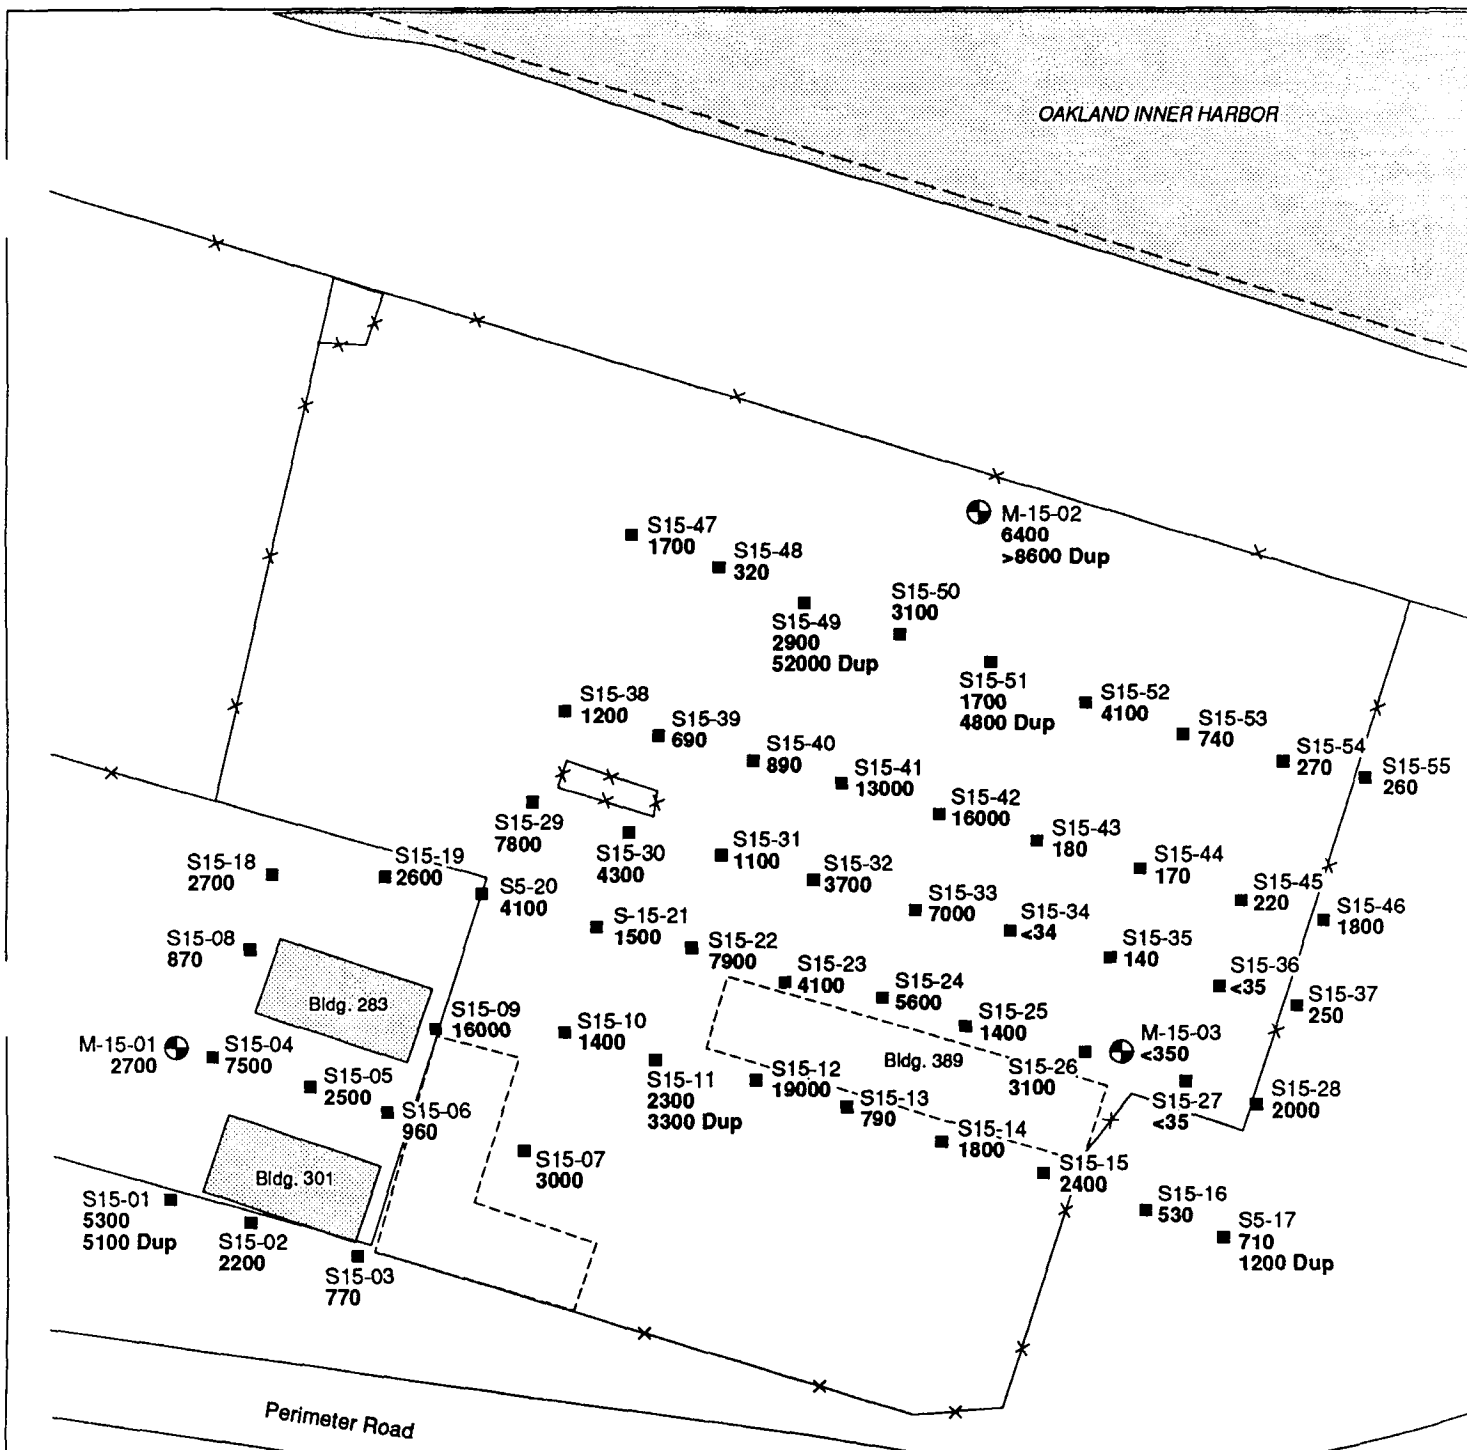 OAKLAND INNER HARBOR
M-15-02
6400
>8600 Dup
S15-47
1700
S15-48
320
S15-49
2900
52000 Dup
S15-50
3100
S15-51
1700
4800 Dup
S15-52
4100
S15-53
740
S15-54
270
S15-55
260
S15-38
1200
S15-39
690
S15-40
890
S15-41
13000
S15-42
16000
S15-43
180
S15-44
170
S15-45
220
S15-46
1800
S15-29
7800
S15-30
4300
S15-31
1100
S15-32
3700
S15-33
7000
S15-34
<34
S15-35
140
S15-36
<35
S15-37
250
S15-18
2700
S15-19
2600
S5-20
4100
S-15-21
1500
S15-22
7900
S15-23
4100
S15-24
5600
S15-25
1400
S15-26
3100
M-15-03
<350
S15-27
<35
S15-28
2000
S15-08
870
Bldg. 283
S15-09
16000
S15-10
1400
S15-11
2300
3300 Dup
S15-12
19000
Bldg. 389
S15-13
790
S15-14
1800
S15-15
2400
S15-16
530
S5-17
710
1200 Dup
M-15-01
2700
S15-04
7500
S15-05
2500
S15-06
960
S15-07
3000
Bldg. 301
S15-01
5300
5100 Dup
S15-02
2200
S15-03
770
Perimeter Road